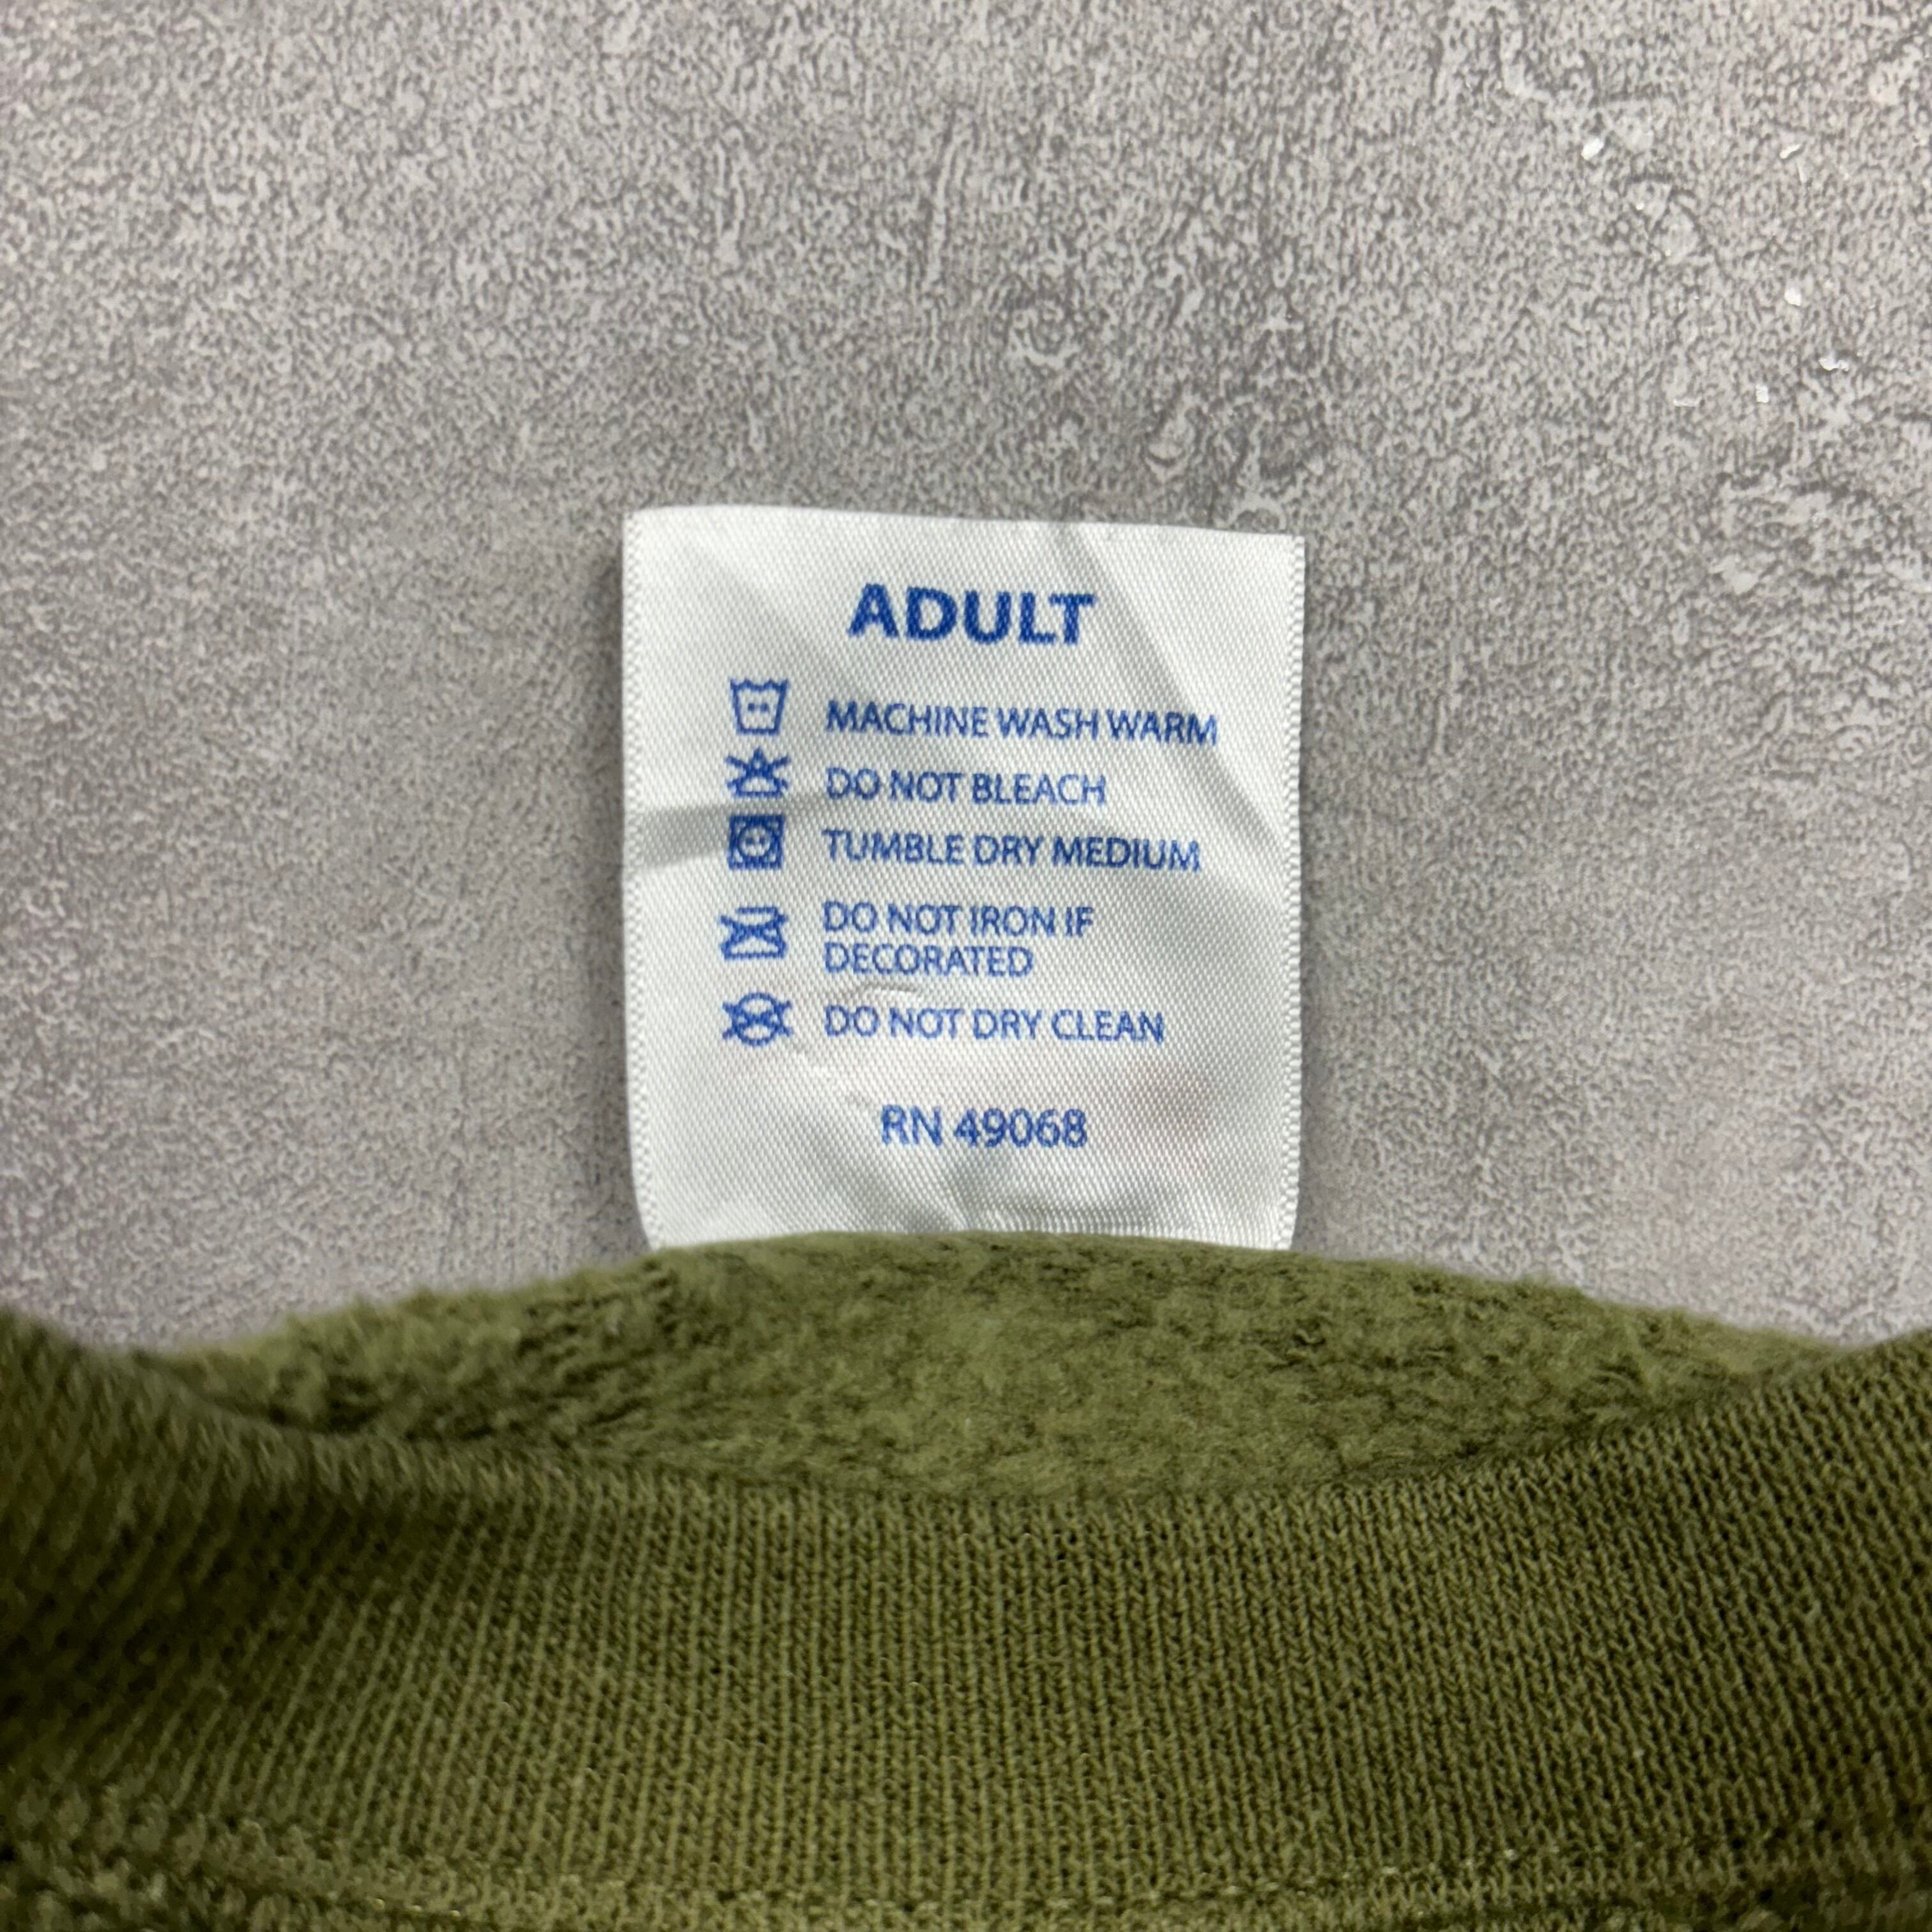 ADULT
MACHINE WASH WARM
DO NOT BLEACH
TUMBLE DRY MEDIUM
DO NOT IRON IF
DECORATED
DO NOT DRY CLEAN
RN 49068